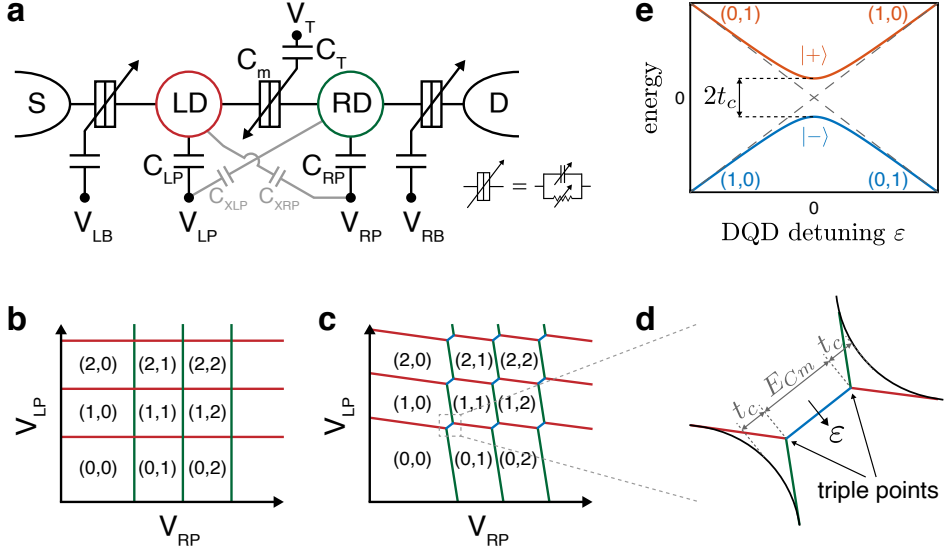 a
V_T
C_m
C_T
S
LD
RD
D
C_LP
C_RP
C_XLP
C_XRP
=
V_LB
V_LP
V_RP
V_RB
e
energy
0
(0,1)
(1,0)
|+⟩
2t_c
|−⟩
(1,0)
(0,1)
0
DQD detuning ε
b
V_LP
(2,0)
(2,1)
(2,2)
(1,0)
(1,1)
(1,2)
(0,0)
(0,1)
(0,2)
V_RP
c
V_LP
(2,0)
(2,1)
(2,2)
(1,0)
(1,1)
(1,2)
(0,0)
(0,1)
(0,2)
V_RP
d
t_c
E_Cm
t_c
ε
triple points